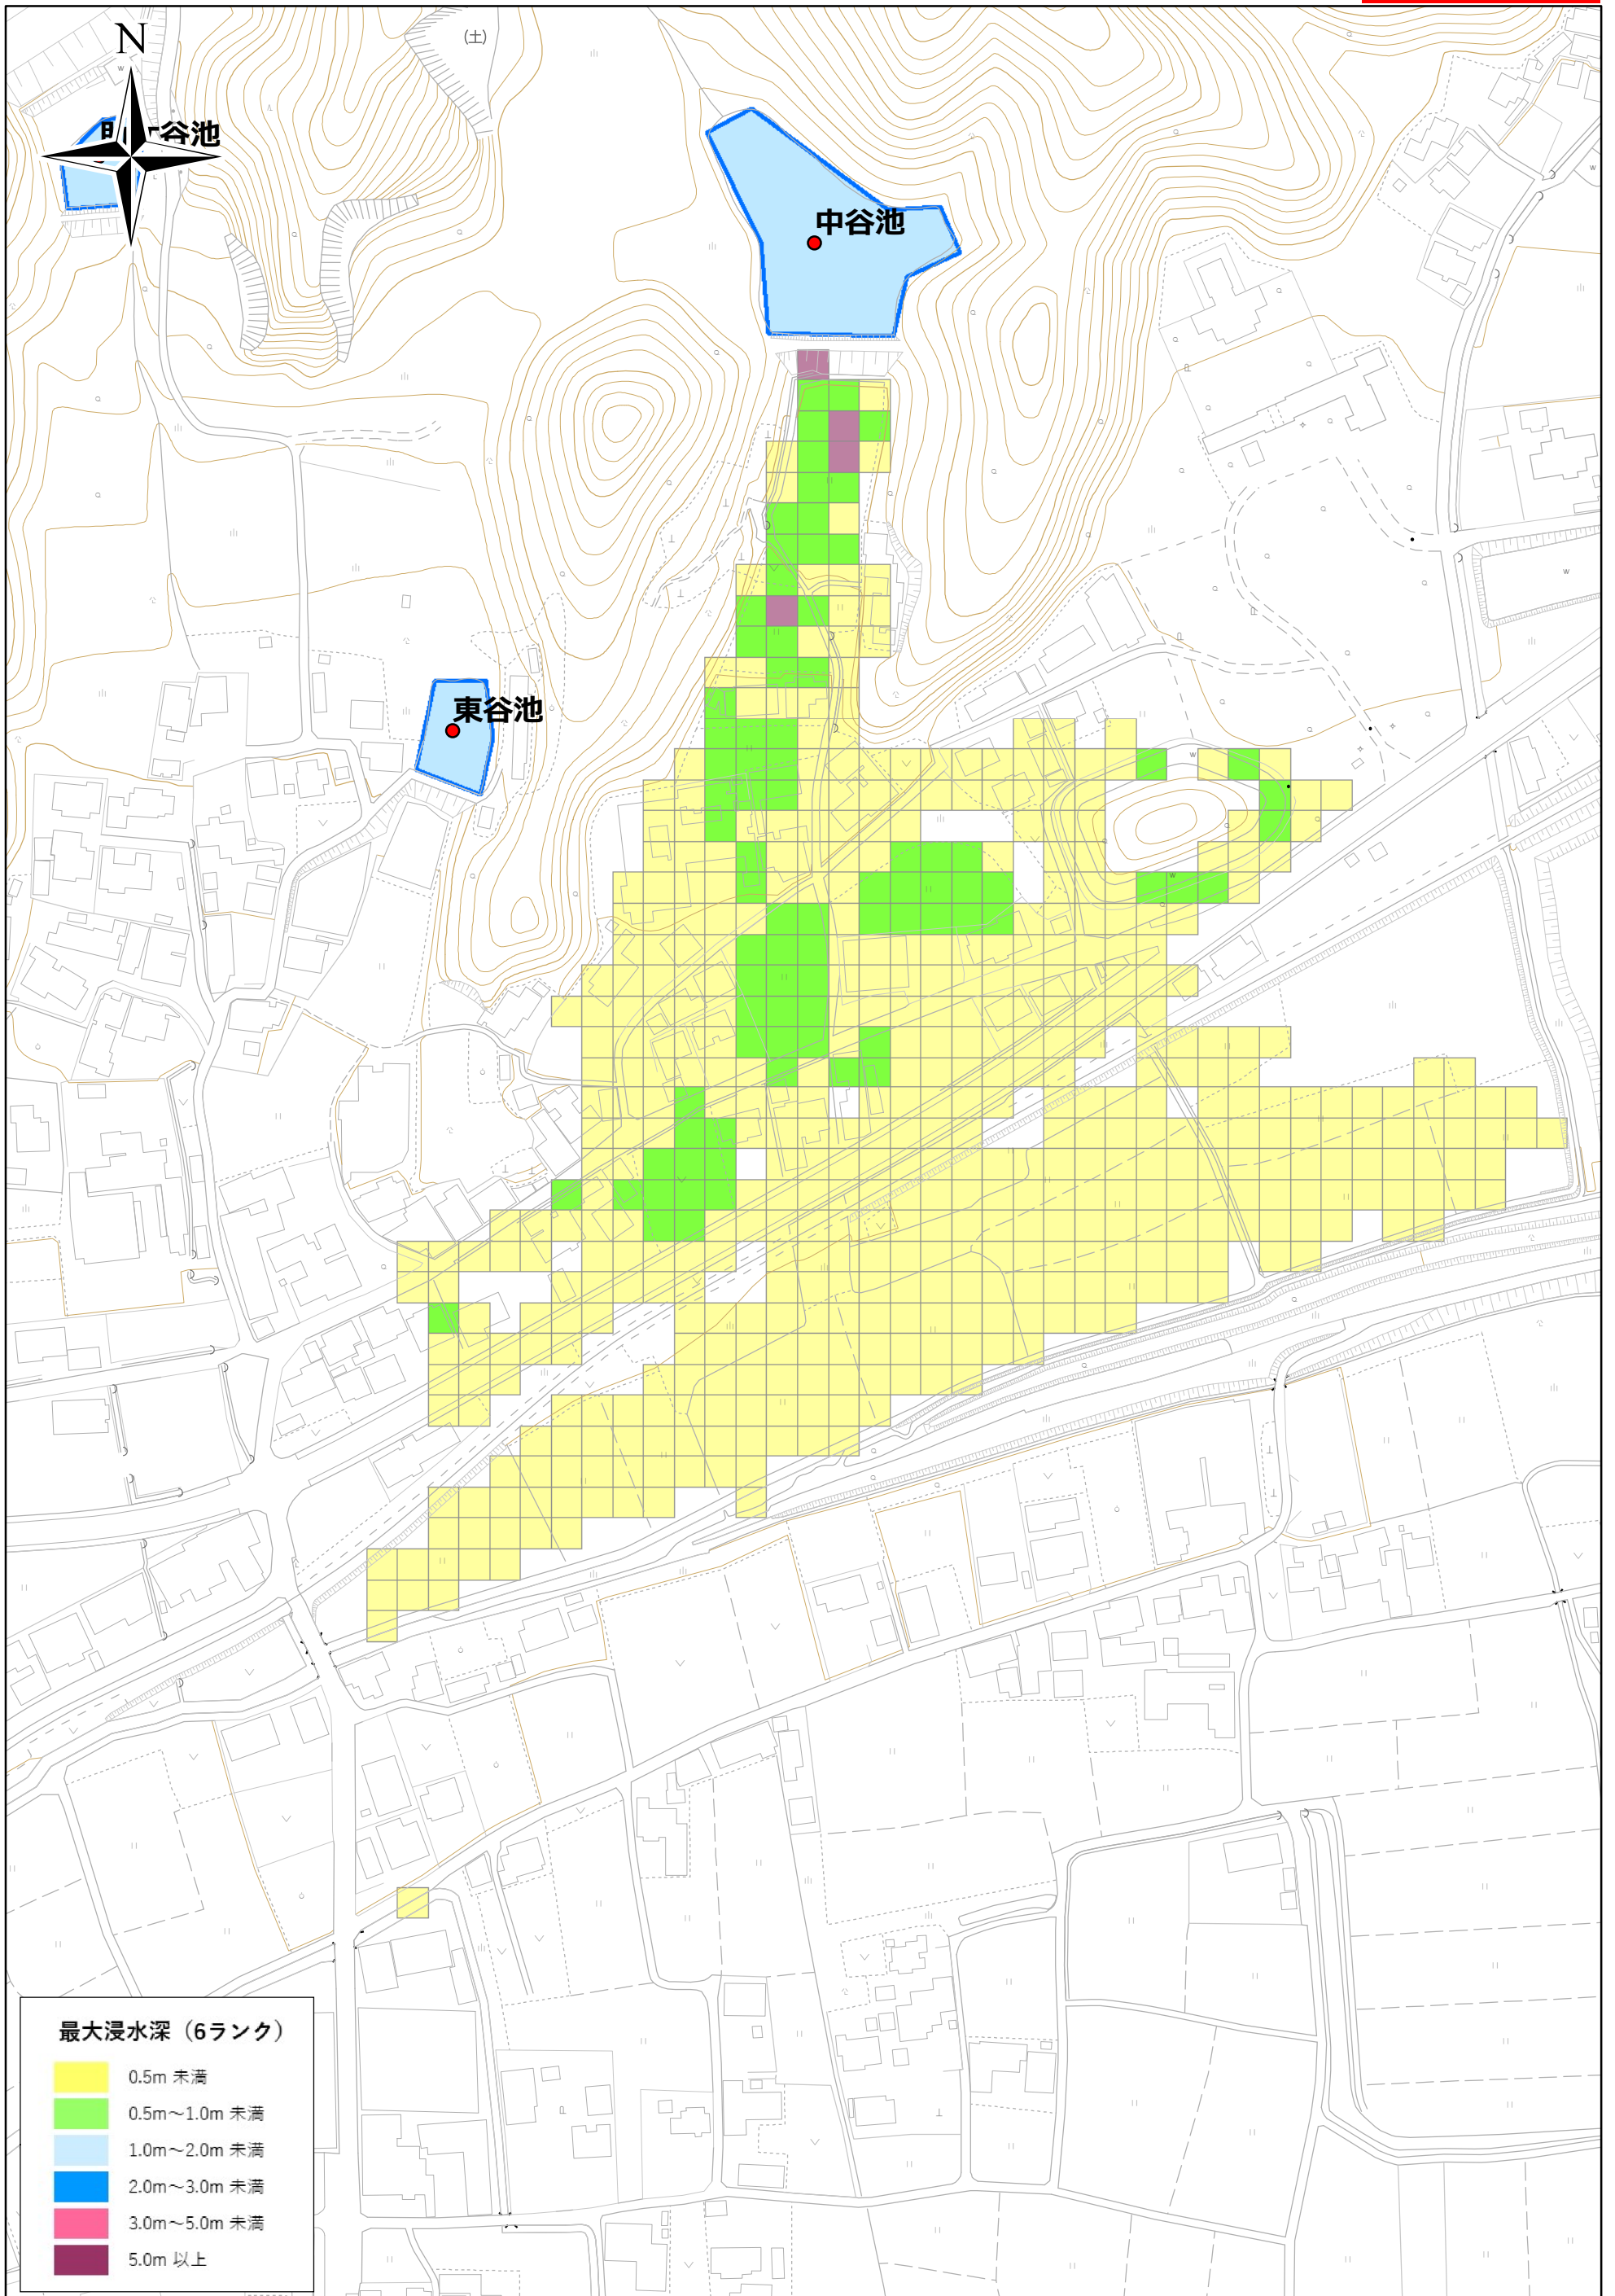 N
(土)
谷池
中谷池
東谷池
最大浸水深（6ランク）
0.5m 未満
0.5m～1.0m 未満
1.0m～2.0m 未満
2.0m～3.0m 未満
3.0m～5.0m 未満
5.0m 以上